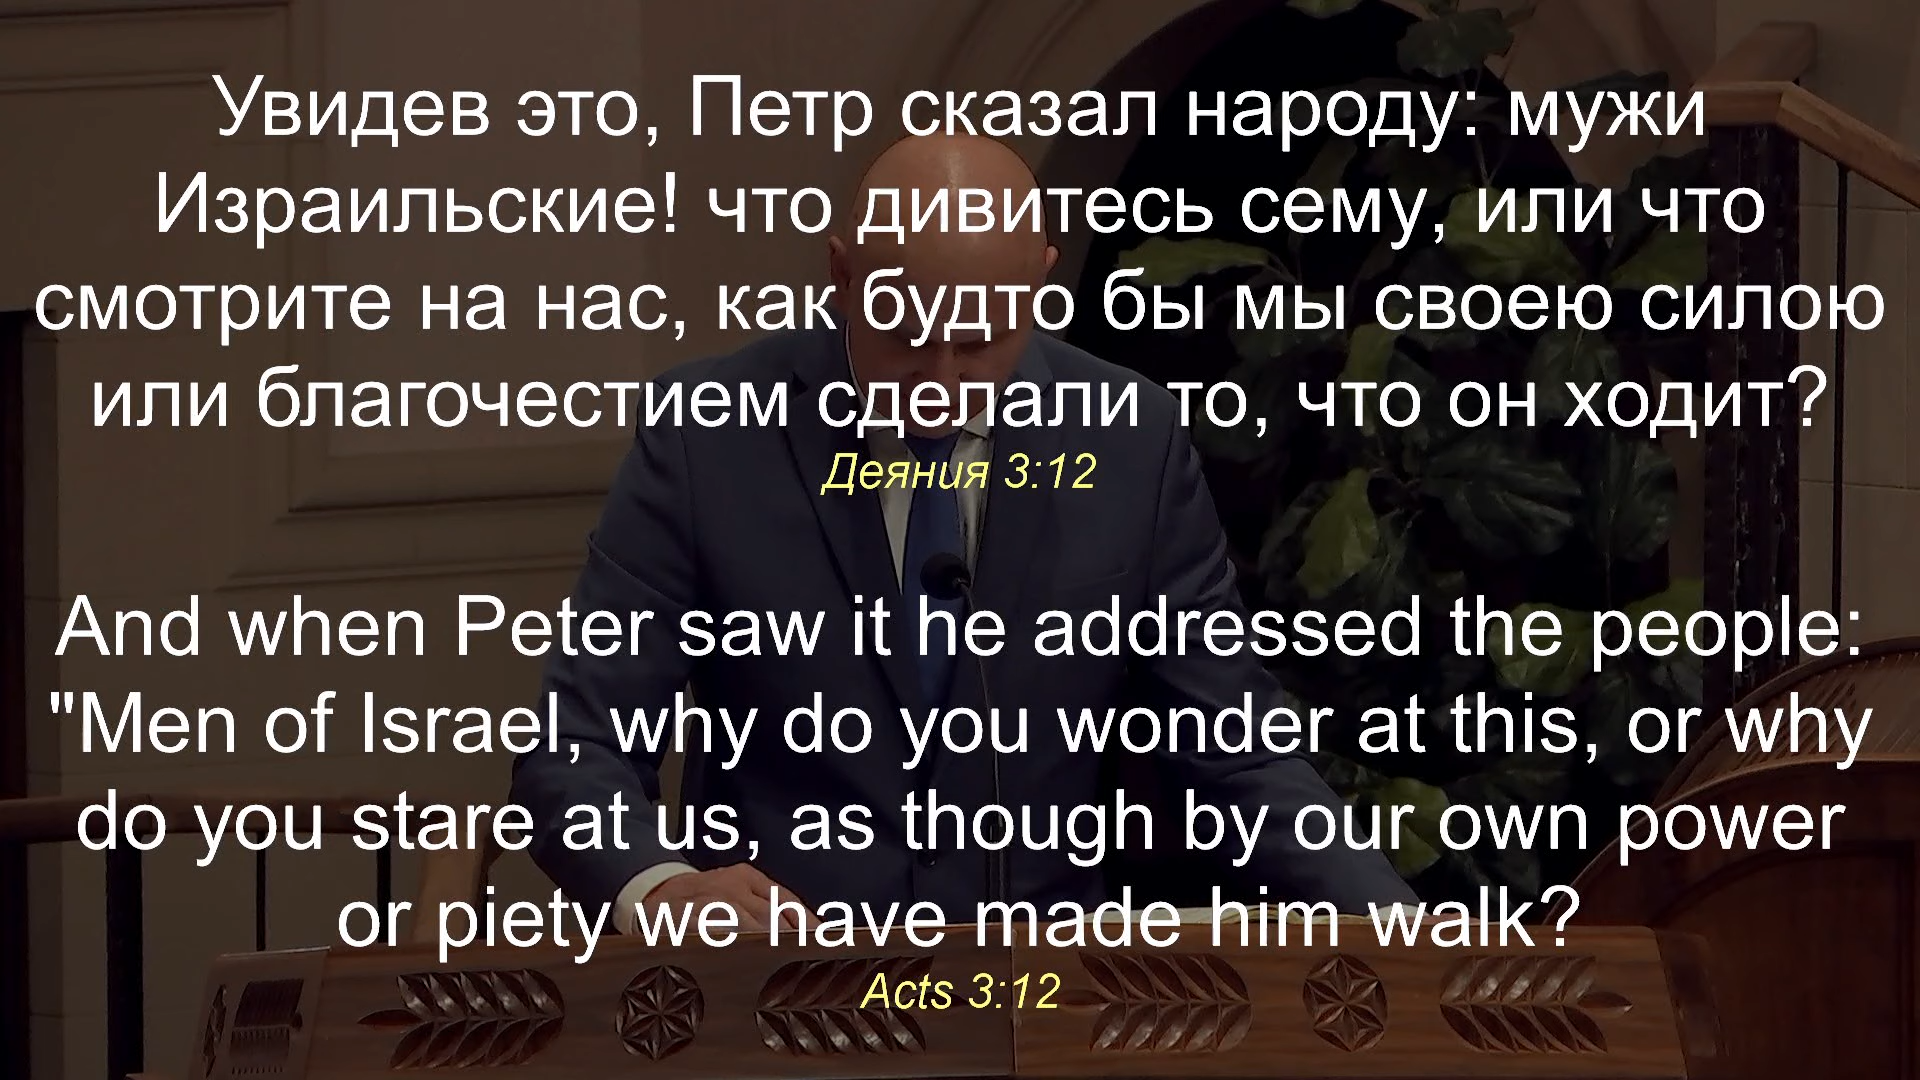 Увидев это, Петр сказал народу: мужи
Израильские! что дивитесь сему, или что
смотрите на нас, как будто бы мы своею силою
или благочестием сделали то, что он ходит?
Деяния 3:12
And when Peter saw it he addressed the people:
"Men of Israel, why do you wonder at this, or why
do you stare at us, as though by our own power
or piety we have made him walk?
Acts 3:12